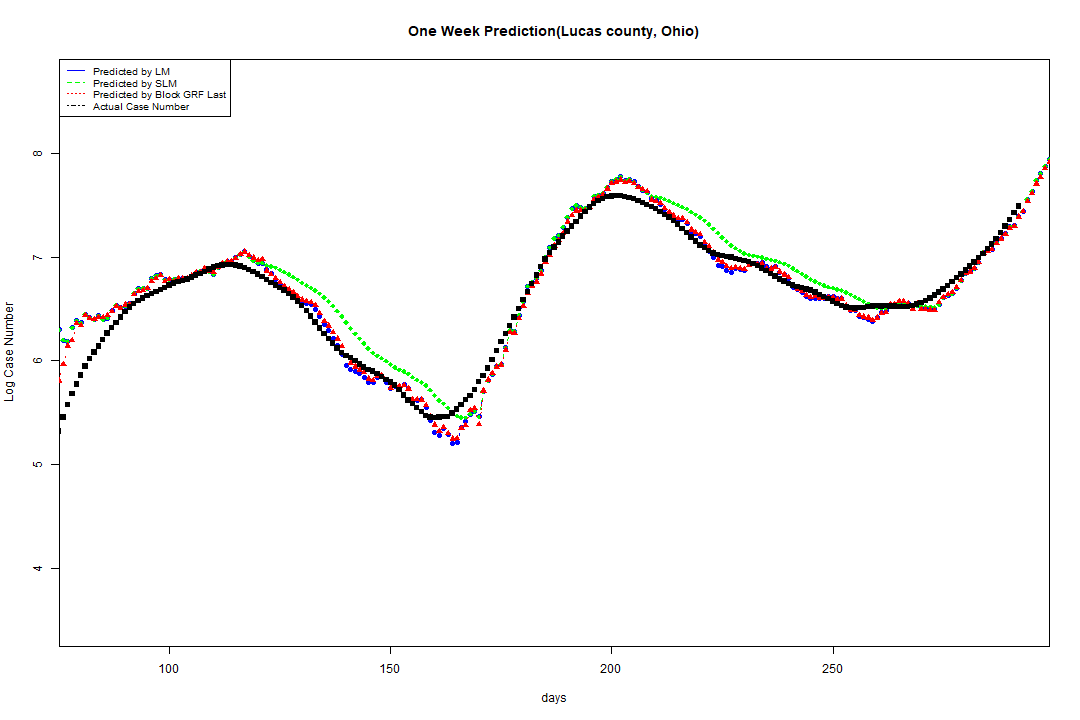 One Week Prediction(Lucas county, Ohio)
Predicted by LM
Predicted by SLM
Predicted by Block GRF Last
Actual Case Number
8
7
6
5
4
Log Case Number
100 150 200 250
days